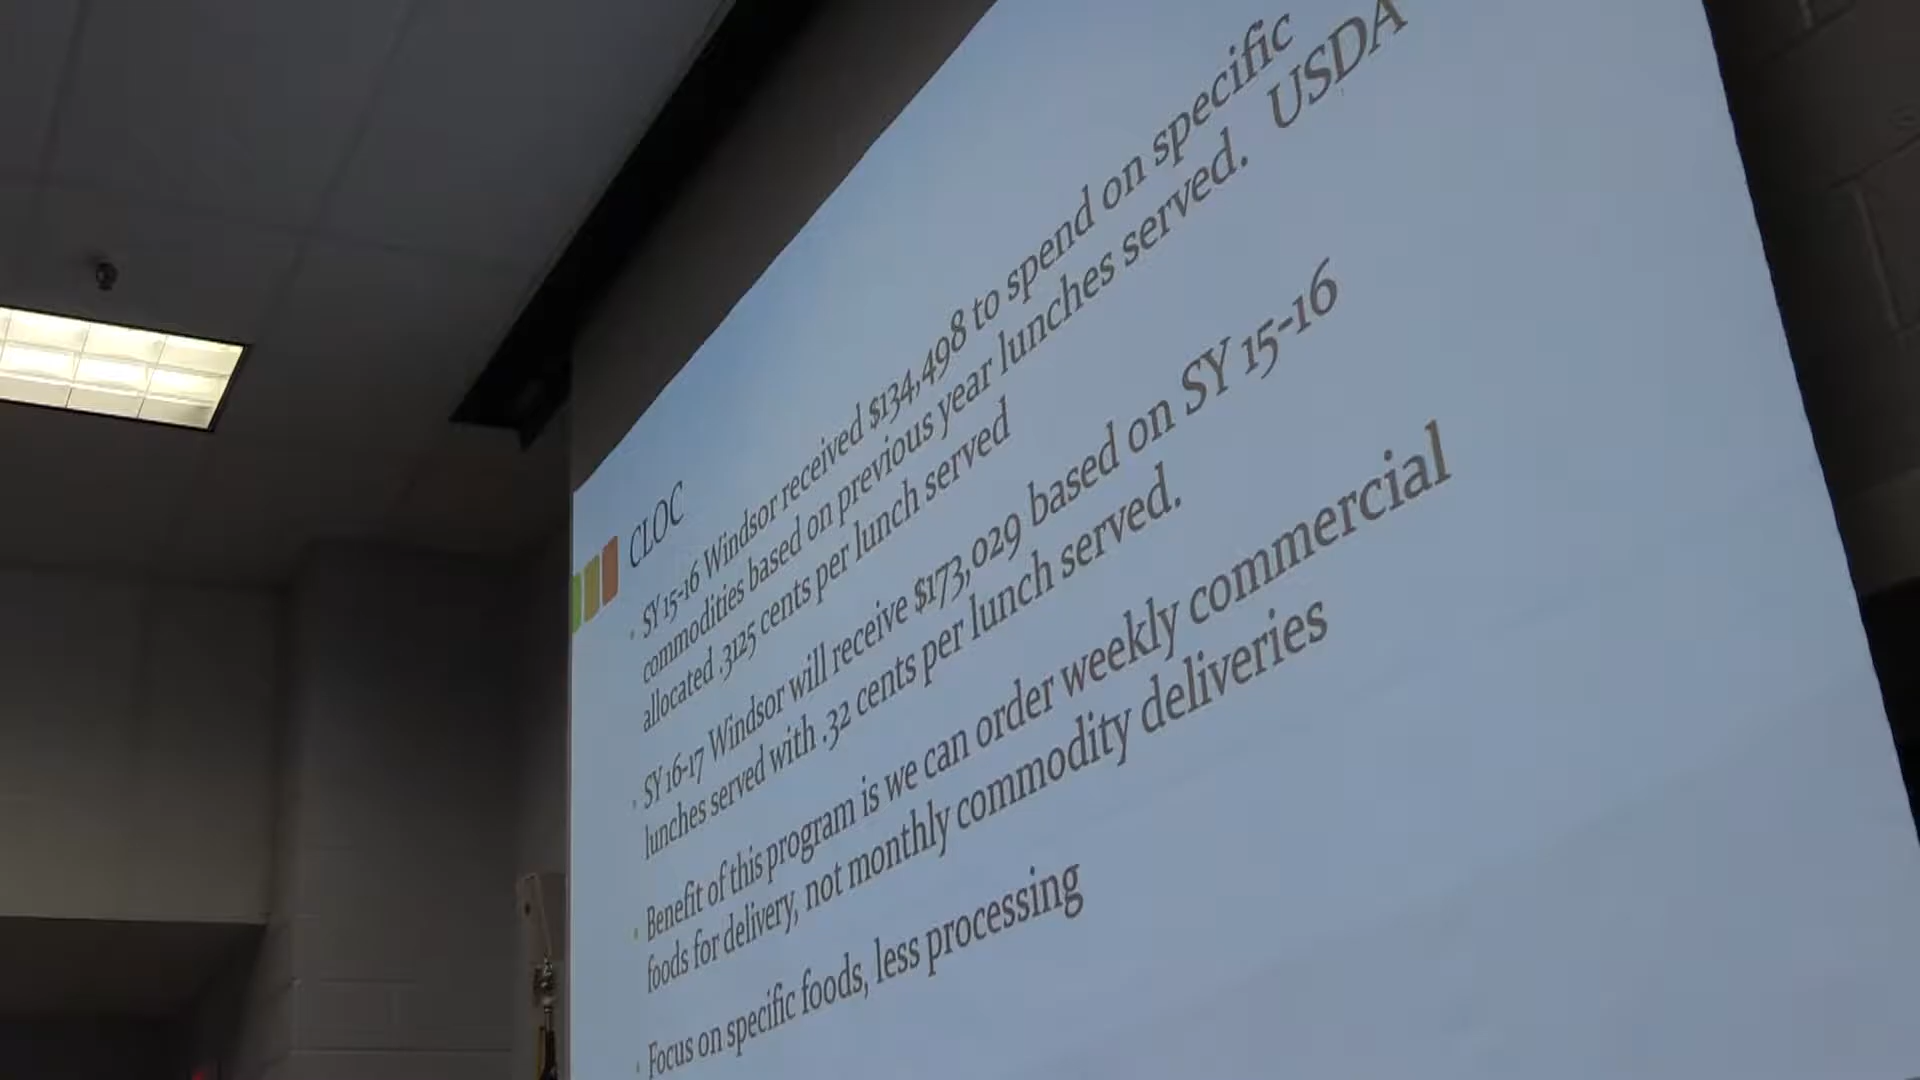 CLOC
SY 15-16 Windsor received $134,498 to spend on specific
commodities based on previous year lunches served. USDA
allocated .3125 cents per lunch served
SY 16-17 Windsor will receive $173,029 based on SY 15-16
lunches served with .32 cents per lunch served.
Benefit of this program is we can order weekly commercial
foods for delivery, not monthly commodity deliveries
Focus on specific foods, less processing